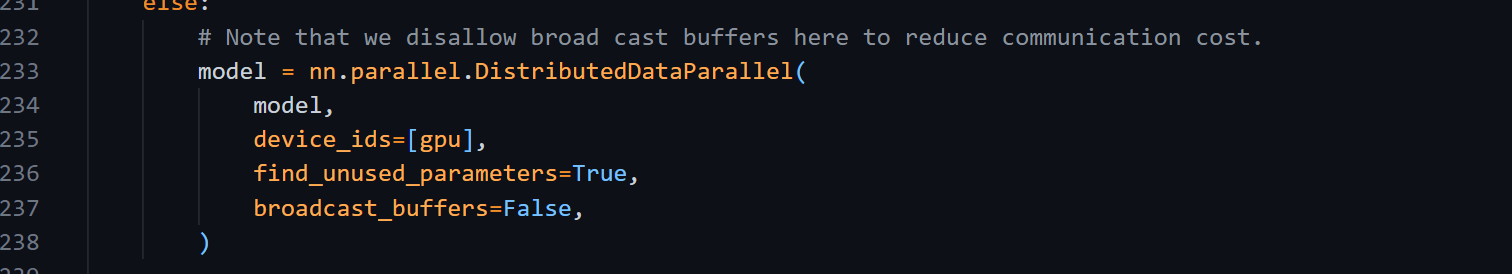 231 else:
232 # Note that we disallow broad cast buffers here to reduce communication cost.
233 model = nn.parallel.DistributedDataParallel(
234 model,
235 device_ids=[gpu],
236 find_unused_parameters=True,
237 broadcast_buffers=False,
238 )
239